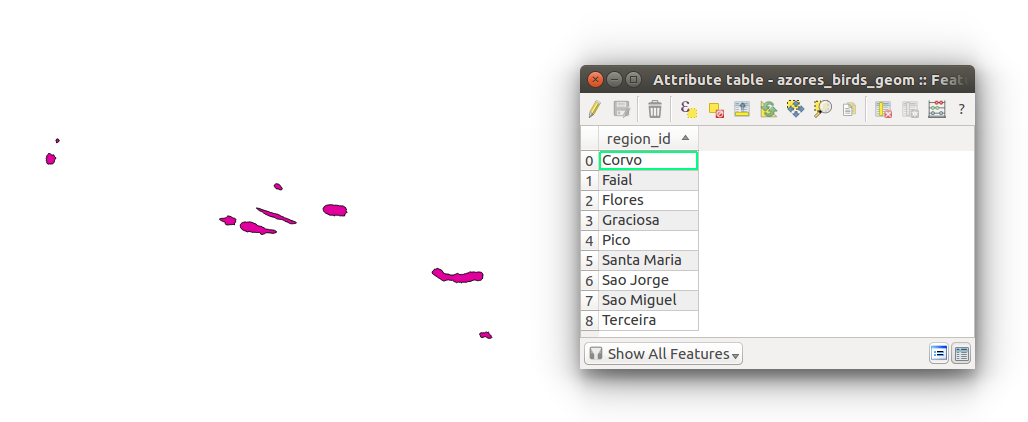 Attribute table - azores_birds_geom :: Feat
ε ?
region_id
0 Corvo
1 Faial
2 Flores
3 Graciosa
4 Pico
5 Santa Maria
6 Sao Jorge
7 Sao Miguel
8 Terceira
Show All Features